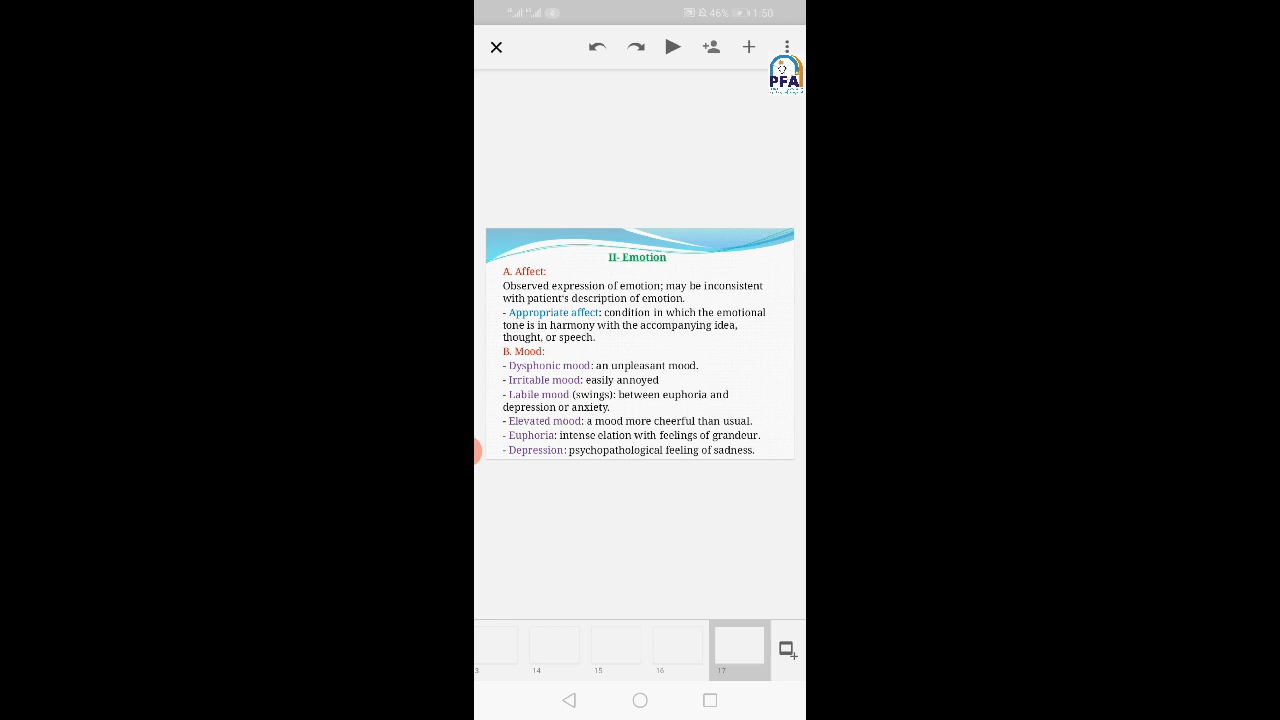 46% 1:50
PFA
II- Emotion
A. Affect:
Observed expression of emotion; may be inconsistent
with patient's description of emotion.
- Appropriate affect: condition in which the emotional
tone is in harmony with the accompanying idea,
thought, or speech.
B. Mood:
- Dysphonic mood: an unpleasant mood.
- Irritable mood: easily annoyed
- Labile mood (swings): between euphoria and
depression or anxiety.
- Elevated mood: a mood more cheerful than usual.
- Euphoria: intense elation with feelings of grandeur.
- Depression: psychopathological feeling of sadness.
3 14 15 16 17